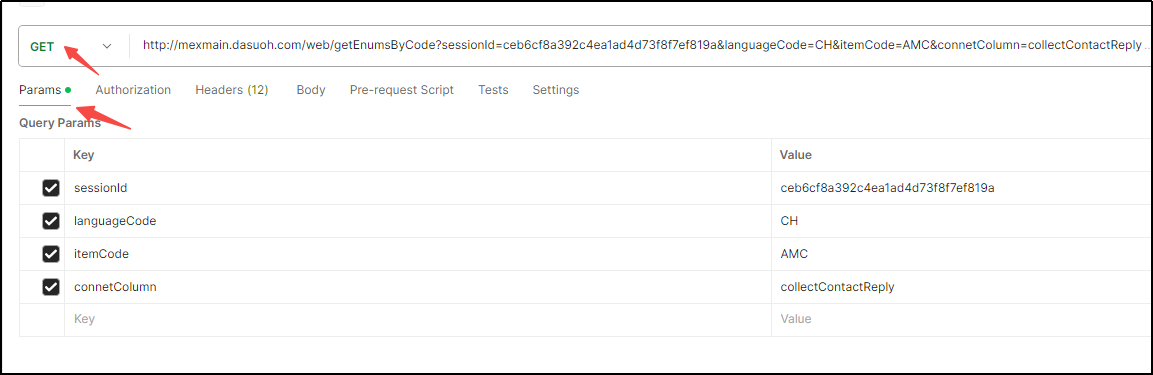 GET http://mexmain.dasuoh.com/web/getEnumsByCode?sessionId=ceb6cf8a392c4ea1ad4d73f8f7ef819a&languageCode=CH&itemCode=AMC&connetColumn=collectContactReply ...
Params Authorization Headers (12) Body Pre-request Script Tests Settings
Query Params
Key Value
sessionId ceb6cf8a392c4ea1ad4d73f8f7ef819a
languageCode CH
itemCode AMC
connetColumn collectContactReply
Key Value